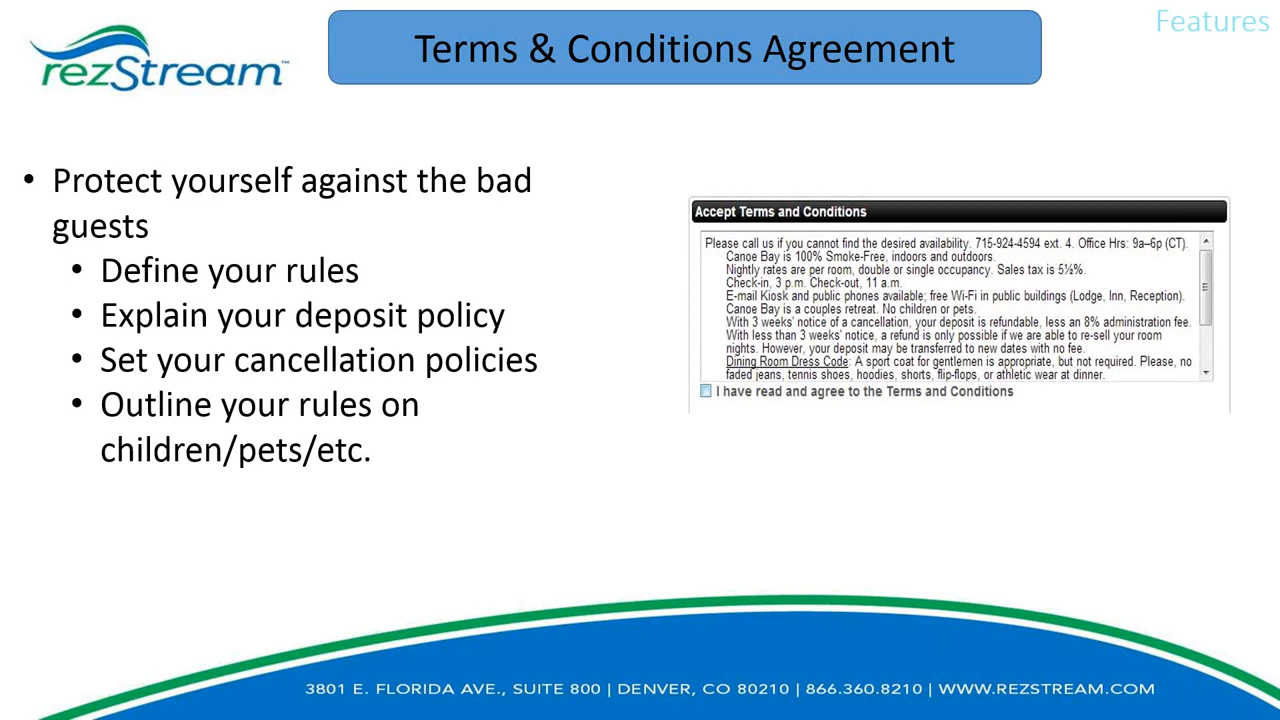 rezStream™
Terms & Conditions Agreement
Features
• Protect yourself against the bad
guests
• Define your rules
• Explain your deposit policy
• Set your cancellation policies
• Outline your rules on
children/pets/etc.
Accept Terms and Conditions
Please call us if you cannot find the desired availability. 715-924-4594 ext. 4. Office Hrs: 9a–6p (CT).
Canoe Bay is 100% Smoke-Free, indoors and outdoors.
Nightly rates are per room, double or single occupancy. Sales tax is 5½%.
Check-in, 3 p.m. Check-out, 11 a.m.
E-mail Kiosk and public phones available; free Wi-Fi in public buildings (Lodge, Inn, Reception).
Canoe Bay is a couples retreat. No children or pets.
With 3 weeks' notice of a cancellation, your deposit is refundable, less an 8% administration fee.
With less than 3 weeks' notice, a refund is only possible if we are able to re-sell your room
nights. However, your deposit may be transferred to new dates with no fee.
Dining Room Dress Code: A sport coat for gentlemen is appropriate, but not required. Please, no
faded jeans, tennis shoes, hoodies, shorts, flip-flops, or athletic wear at dinner.
I have read and agree to the Terms and Conditions
3801 E. FLORIDA AVE., SUITE 800 | DENVER, CO 80210 | 866.360.8210 | WWW.REZSTREAM.COM